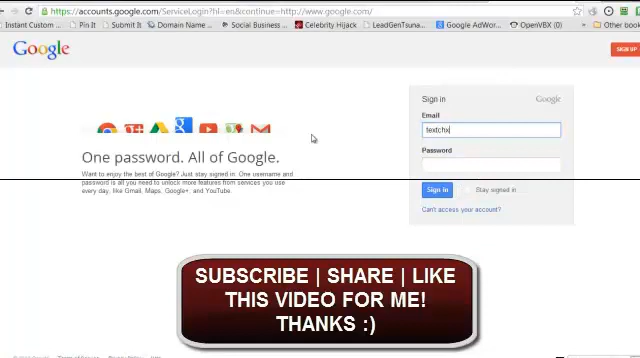 https://accounts.google.com/ServiceLogin?hl=en&continue=http://www.google.com/
Custom... Pin It Submit It Domain Name ... Social Business ... Celebrity Hijack LeadGenTsuna... Google AdWor... OpenVBX (0) Other book
Google
SIGN UP
Sign in Google
Email
textchx
Password
Sign in Stay signed in
Can't access your account?
One password. All of Google.
Want to enjoy the best of Google? Just stay signed in. One username and
password is all you need to unlock more features from services you use
every day, like Gmail, Maps, Google+, and YouTube.
SUBSCRIBE | SHARE | LIKE
THIS VIDEO FOR ME!
THANKS :)